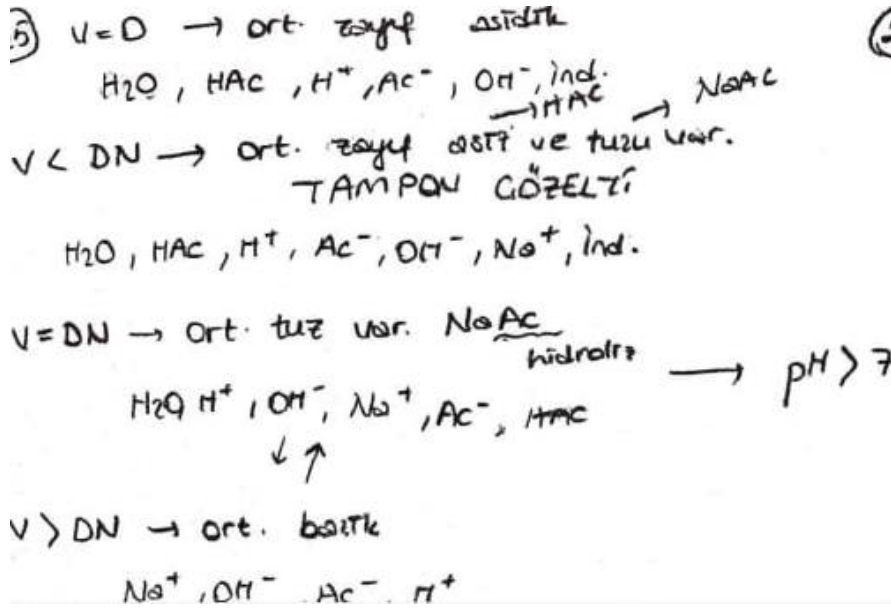 5) V=0 → ort. zayıf asidik
H2O, HAc, H⁺, Ac⁻, OH⁻, ind.
→HAC → NaAC
V < DN → ort. zayıf asit ve tuzu var.
TAMPON ÇÖZELTİ
H2O, HAc, H⁺, Ac⁻, OH⁻, Na⁺, ind.
V = DN → ort. tuz var. NaAc
hidroliz → pH > 7
H2O H⁺, OH⁻, Na⁺, Ac⁻, HAC
↓ ↑
V > DN → ort. bazik
Na⁺, OH⁻, Ac⁻, H⁺